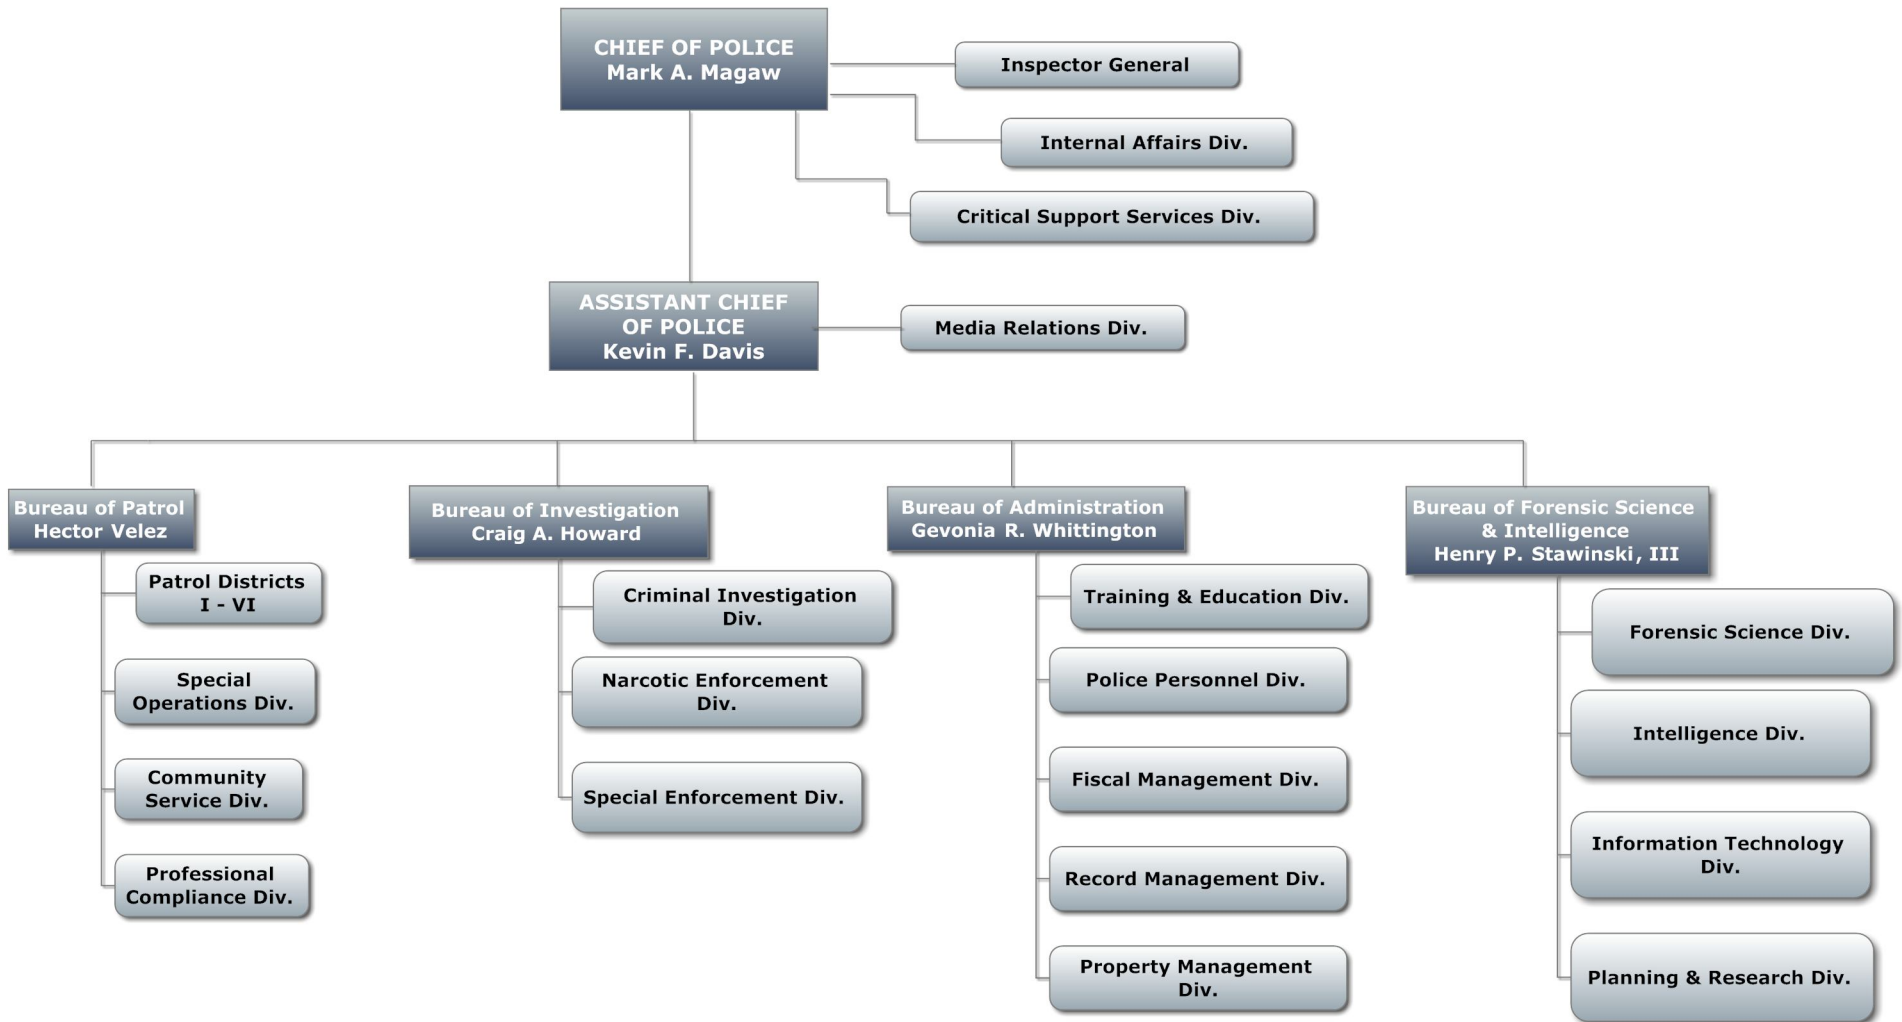 CHIEF OF POLICE
Mark A. Magaw
Inspector General
Internal Affairs Div.
Critical Support Services Div.
ASSISTANT CHIEF
OF POLICE
Kevin F. Davis
Media Relations Div.
Bureau of Patrol
Hector Velez
Patrol Districts
I - VI
Special
Operations Div.
Community
Service Div.
Professional
Compliance Div.
Bureau of Investigation
Craig A. Howard
Criminal Investigation
Div.
Narcotic Enforcement
Div.
Special Enforcement Div.
Bureau of Administration
Gevonia R. Whittington
Training & Education Div.
Police Personnel Div.
Fiscal Management Div.
Record Management Div.
Property Management
Div.
Bureau of Forensic Science
& Intelligence
Henry P. Stawinski, III
Forensic Science Div.
Intelligence Div.
Information Technology
Div.
Planning & Research Div.